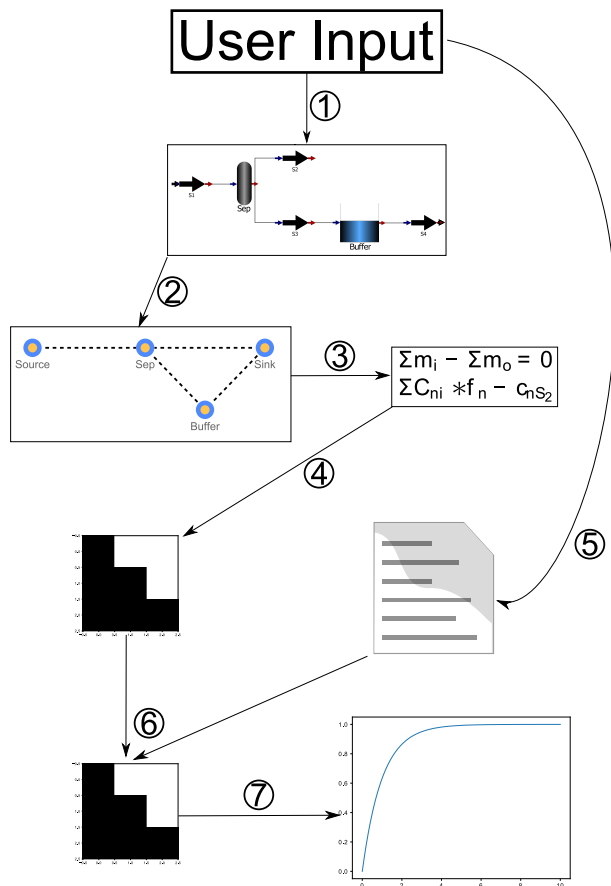 User Input
①
S1
Sep
S2
S3
Buffer
S4
②
Source
Sep
Sink
Buffer
③
Σmᵢ − Σmₒ = 0
ΣCₙᵢ *fₙ − cₙS₂
④
⑤
⑥
⑦
1.0
0.8
0.6
0.4
0.2
0.0
0 2 4 6 8 10